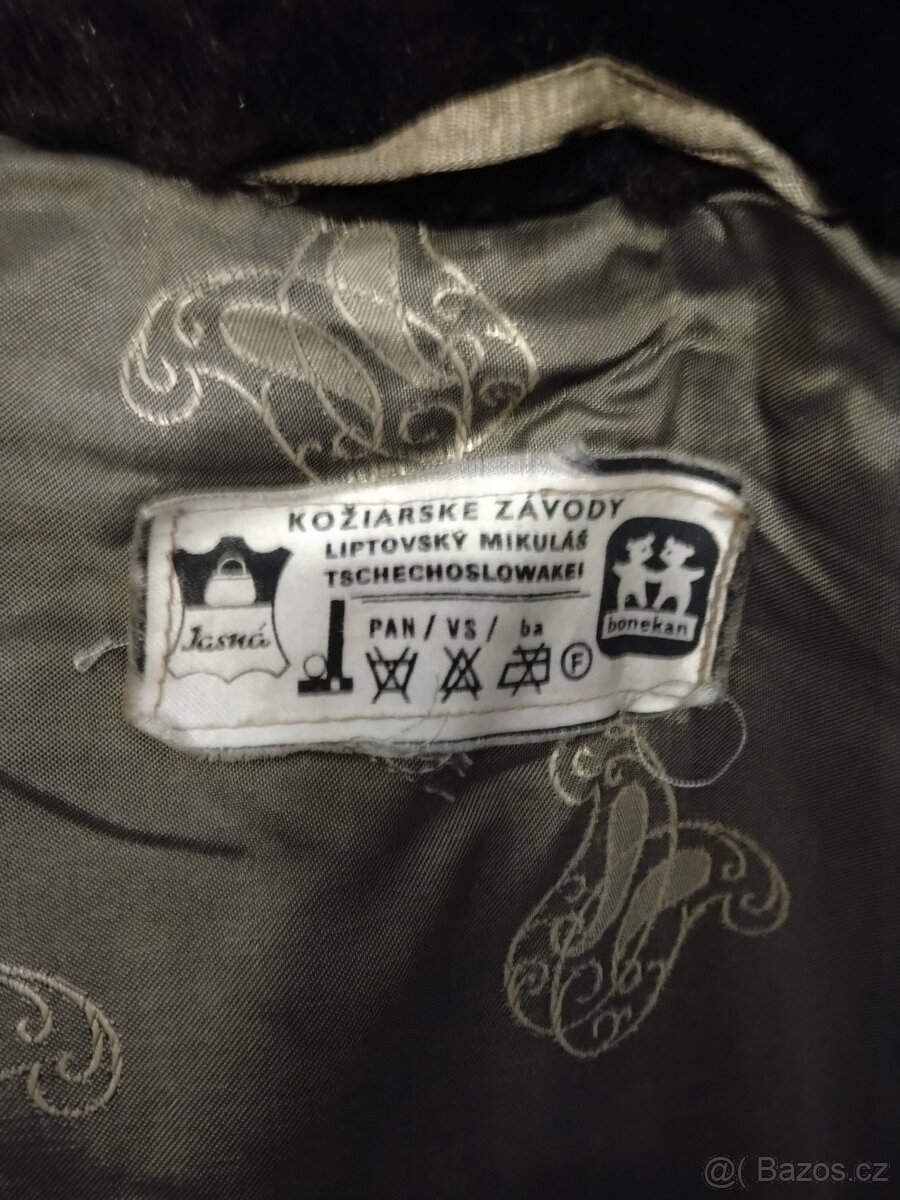 KOŽIARSKE ZÁVODY
LIPTOVSKÝ MIKULÁŠ
TSCHECHOSLOWAKEI
Jasná
PAN / VS / ba
F
bonekan
@( Bazos.cz